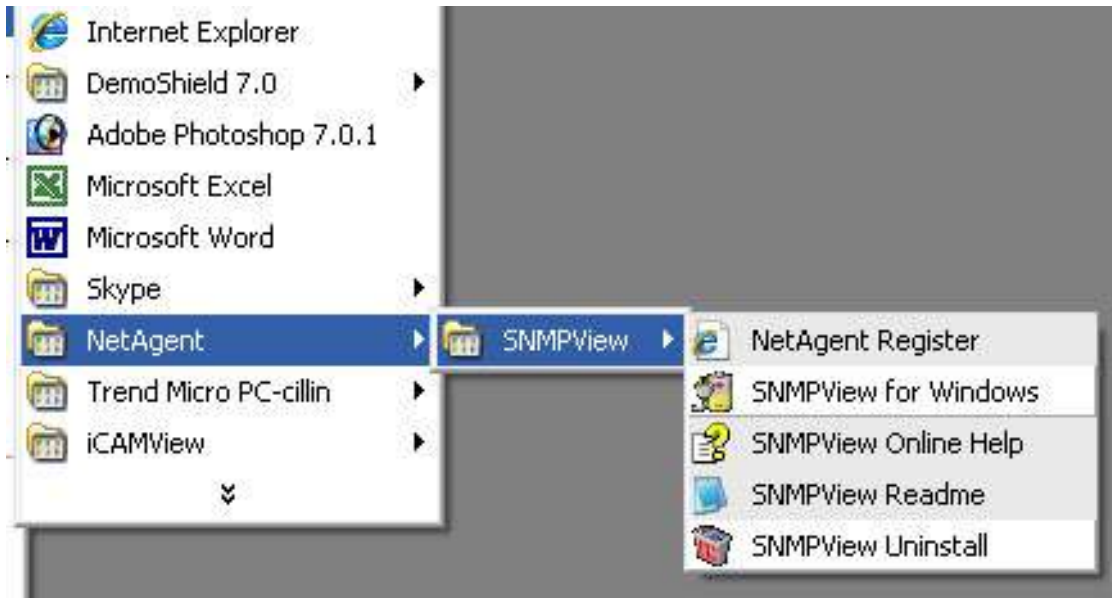 Internet Explorer
DemoShield 7.0
Adobe Photoshop 7.0.1
Microsoft Excel
Microsoft Word
Skype
NetAgent
Trend Micro PC-cillin
iCAMView
SNMPView
NetAgent Register
SNMPView for Windows
SNMPView Online Help
SNMPView Readme
SNMPView Uninstall